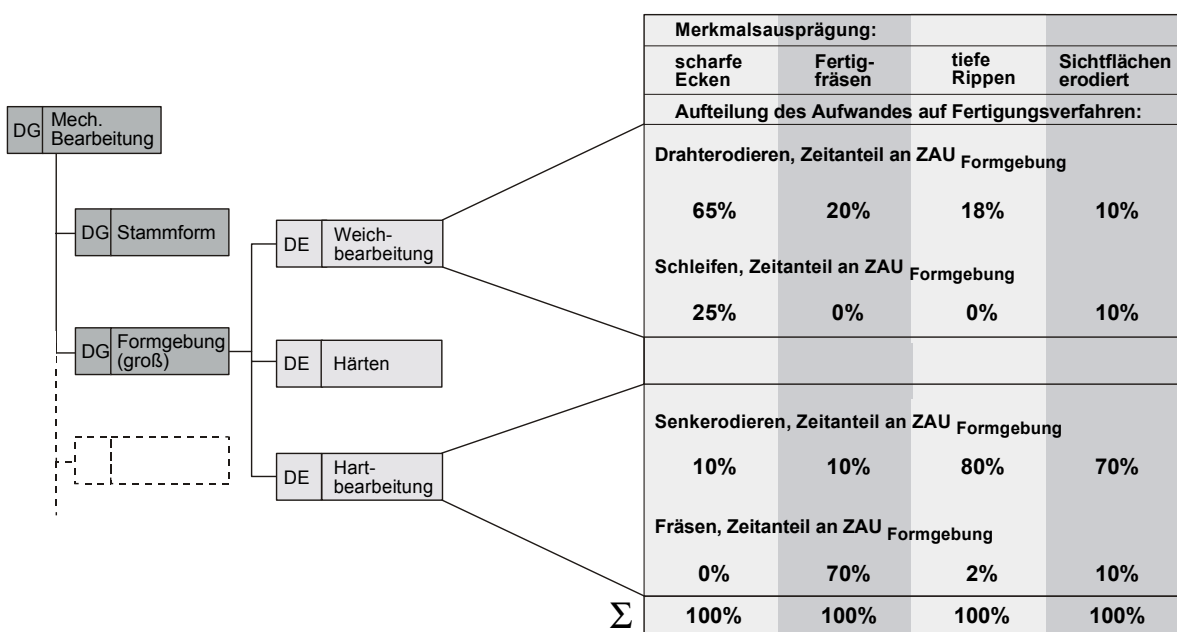 DG Mech. Bearbeitung
DG Stammform
DG Formgebung (groß)
DE Weich-
bearbeitung
DE Härten
DE Hart-
bearbeitung
Merkmalsausprägung:
scharfe Ecken
Fertig-
fräsen
tiefe Rippen
Sichtflächen erodiert
Aufteilung des Aufwandes auf Fertigungsverfahren:
Drahterodieren, Zeitanteil an ZAU Formgebung
65% 20% 18% 10%
Schleifen, Zeitanteil an ZAU Formgebung
25% 0% 0% 10%
Senkerodieren, Zeitanteil an ZAU Formgebung
10% 10% 80% 70%
Fräsen, Zeitanteil an ZAU Formgebung
0% 70% 2% 10%
Σ 100% 100% 100% 100%